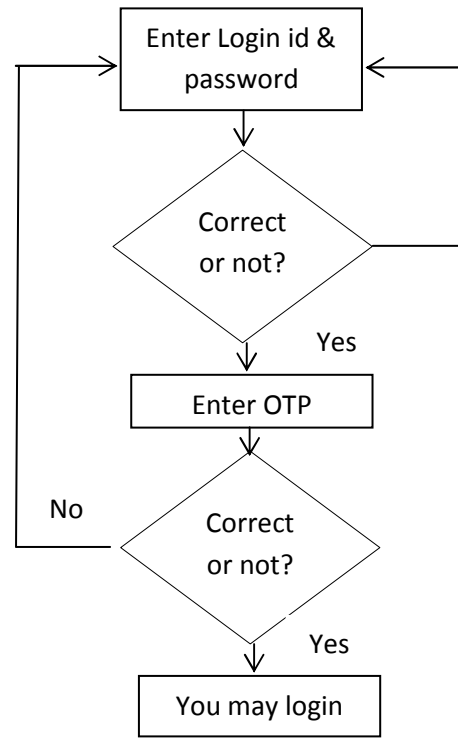 Enter Login id &
password
Correct
or not?
Yes
Enter OTP
No
Correct
or not?
Yes
You may login